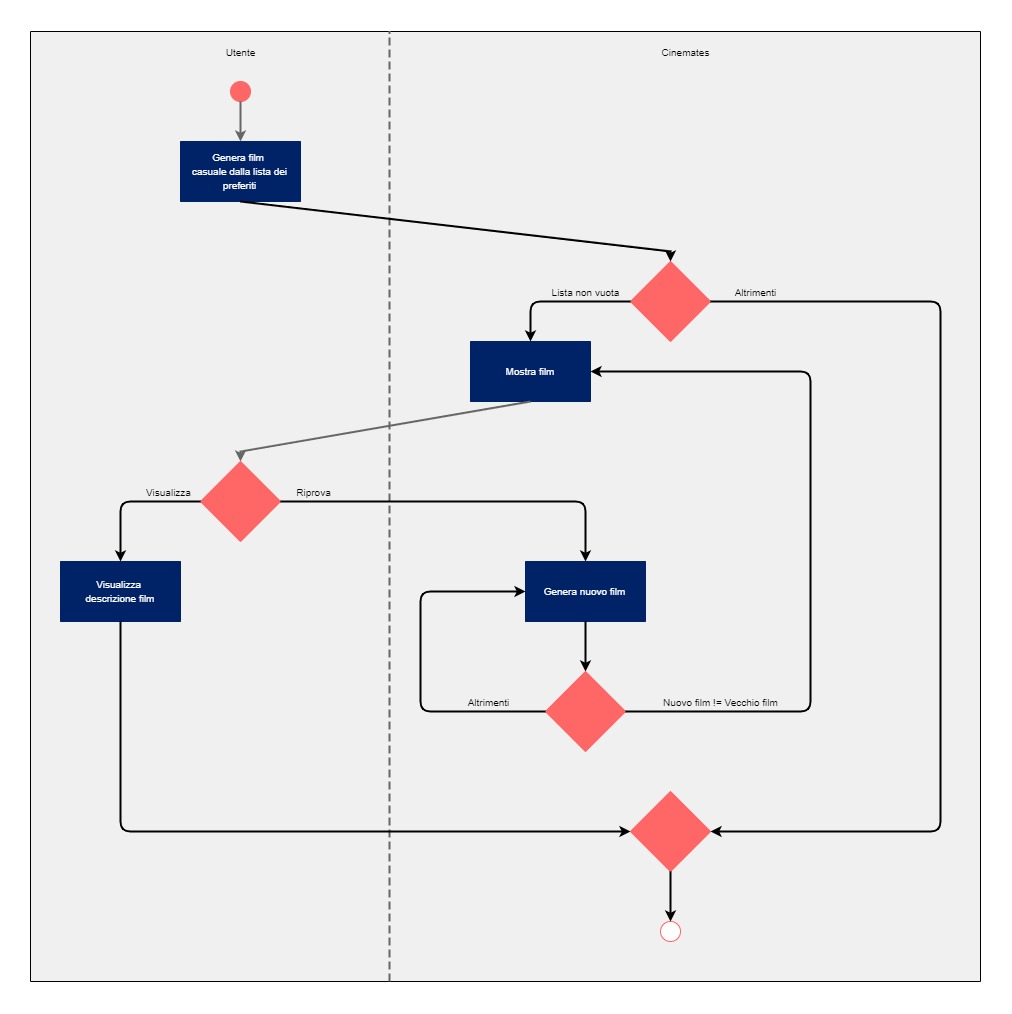 Utente
Cinemates
Genera film
casuale dalla lista dei
preferiti
Lista non vuota
Altrimenti
Mostra film
Visualizza
Riprova
Visualizza
descrizione film
Genera nuovo film
Altrimenti
Nuovo film != Vecchio film